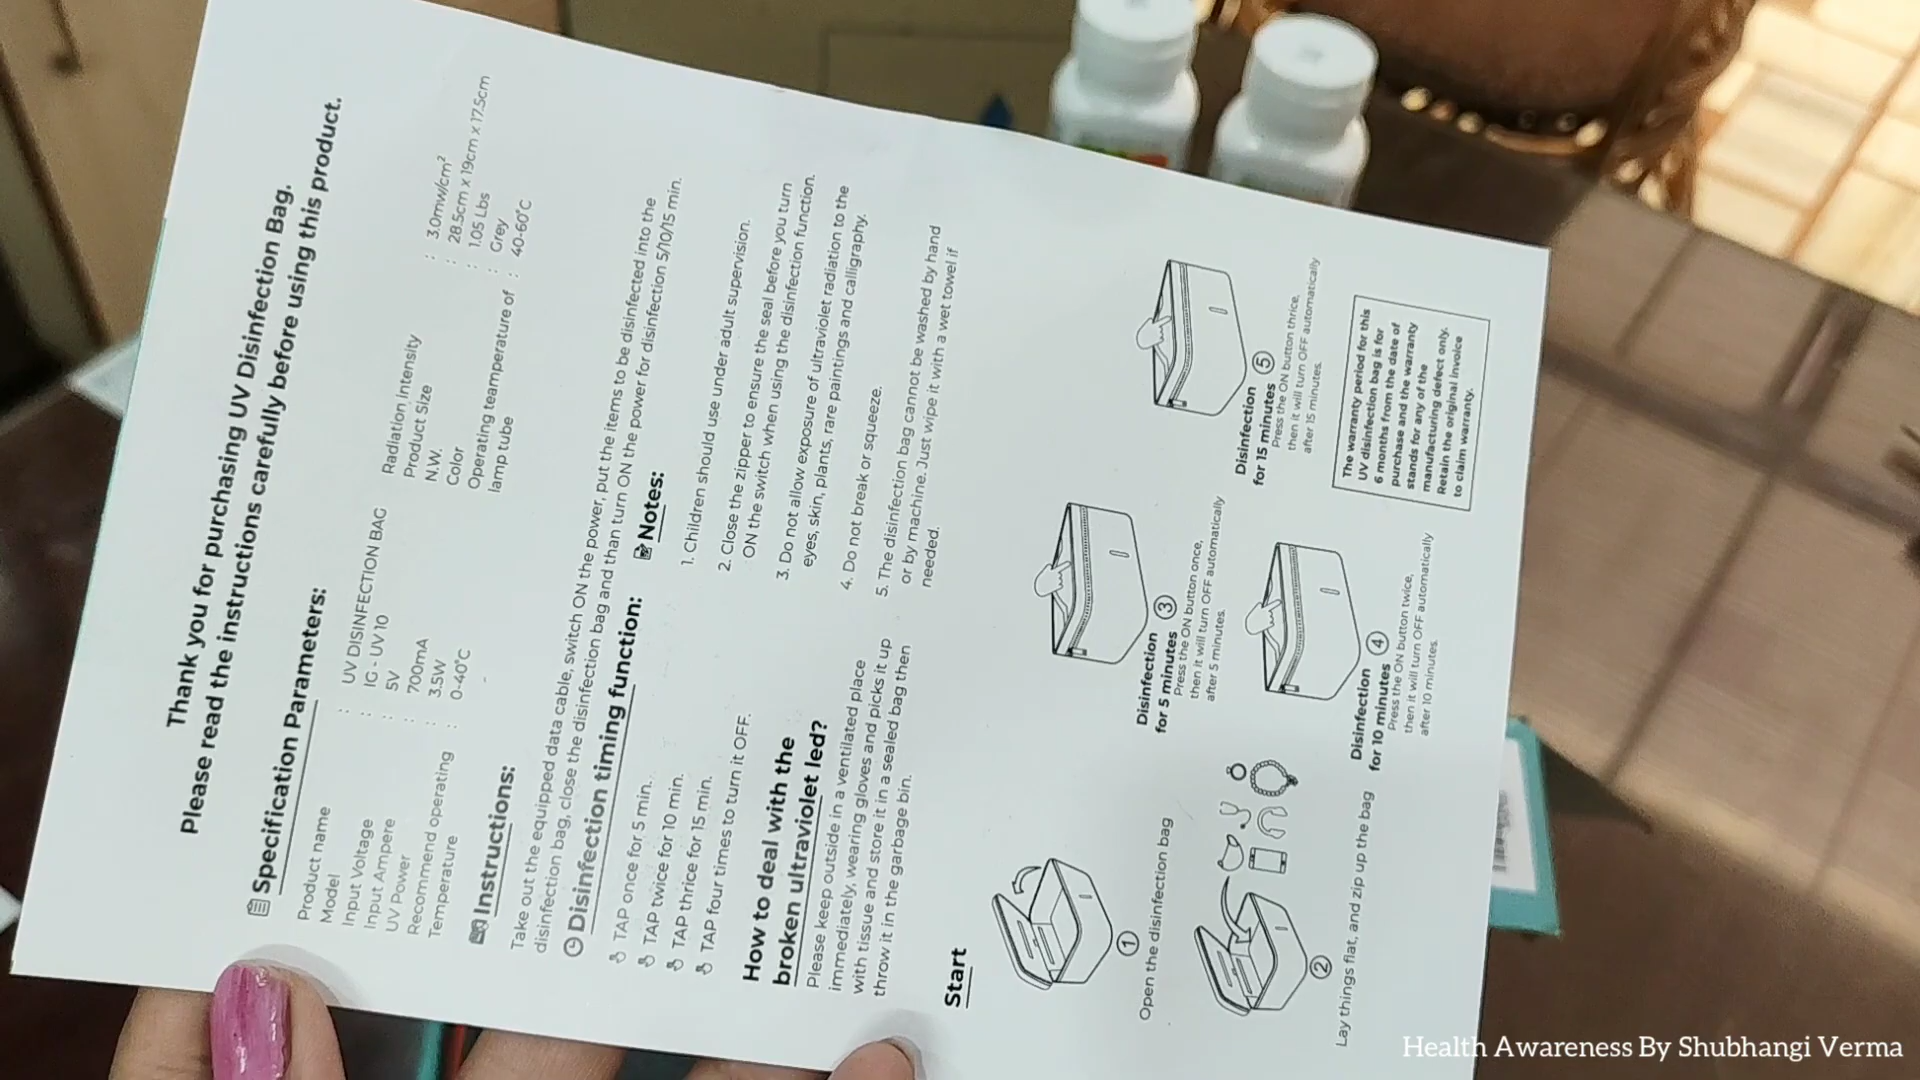 Thank you for purchasing UV Disinfection Bag.
Please read the instructions carefully before using this product.
Specification Parameters:
Product name : UV DISINFECTION BAG
Model : IG - UV 10
Input Voltage : 5V
Input Ampere : 700mA
UV Power : 3.5W
Recommend operating : 0-40°C
Temperature
Radiation Intensity : 3.0mw/cm²
Product Size : 28.5cm x 19cm x 17.5cm
N.W. : 1.05 Lbs
Color : Grey
Operating teamperature of : 40-60°C
lamp tube
Instructions:
Take out the equipped data cable, switch ON the power, put the items to be disinfected into the
disinfection bag, close the disinfection bag and than turn ON the power for disinfection 5/10/15 min.
Disinfection timing function:
TAP once for 5 min.
TAP twice for 10 min.
TAP thrice for 15 min.
TAP four times to turn it OFF.
How to deal with the
broken ultraviolet led?
Please keep outside in a ventilated place
immediately, wearing gloves and picks it up
with tissue and store it in a sealed bag then
throw it in the garbage bin.
Notes:
1. Children should use under adult supervision.
2. Close the zipper to ensure the seal before you turn
ON the switch when using the disinfection function.
3. Do not allow exposure of ultraviolet radiation to the
eyes, skin, plants, rare paintings and calligraphy.
4. Do not break or squeeze.
5. The disinfection bag cannot be washed by hand
or by machine. Just wipe it with a wet towel if
needed.
Start
1
Open the disinfection bag
2
Lay things flat, and zip up the bag
Disinfection
for 5 minutes 3
Press the ON button once,
then it will turn OFF automatically
after 5 minutes.
Disinfection
for 10 minutes 4
Press the ON button twice,
then it will turn OFF automatically
after 10 minutes.
Disinfection
for 15 minutes 5
Press the ON button thrice,
then it will turn OFF automatically
after 15 minutes.
The warranty period for this
UV disinfection bag is for
6 months from the date of
purchase and the warranty
stands for any of the
manufacturing defect only.
Retain the original invoice
to claim warranty.
Health Awareness By Shubhangi Verma